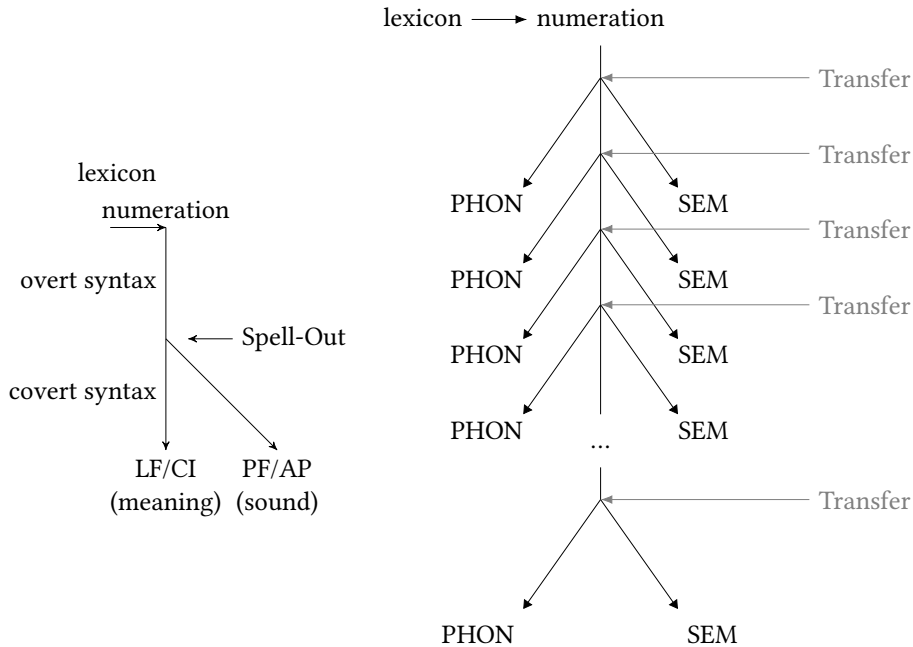 lexicon
numeration
overt syntax
Spell-Out
covert syntax
LF/CI
(meaning)
PF/AP
(sound)
lexicon numeration
Transfer
Transfer
PHON SEM
Transfer
PHON SEM
Transfer
PHON SEM
PHON SEM
...
Transfer
PHON SEM